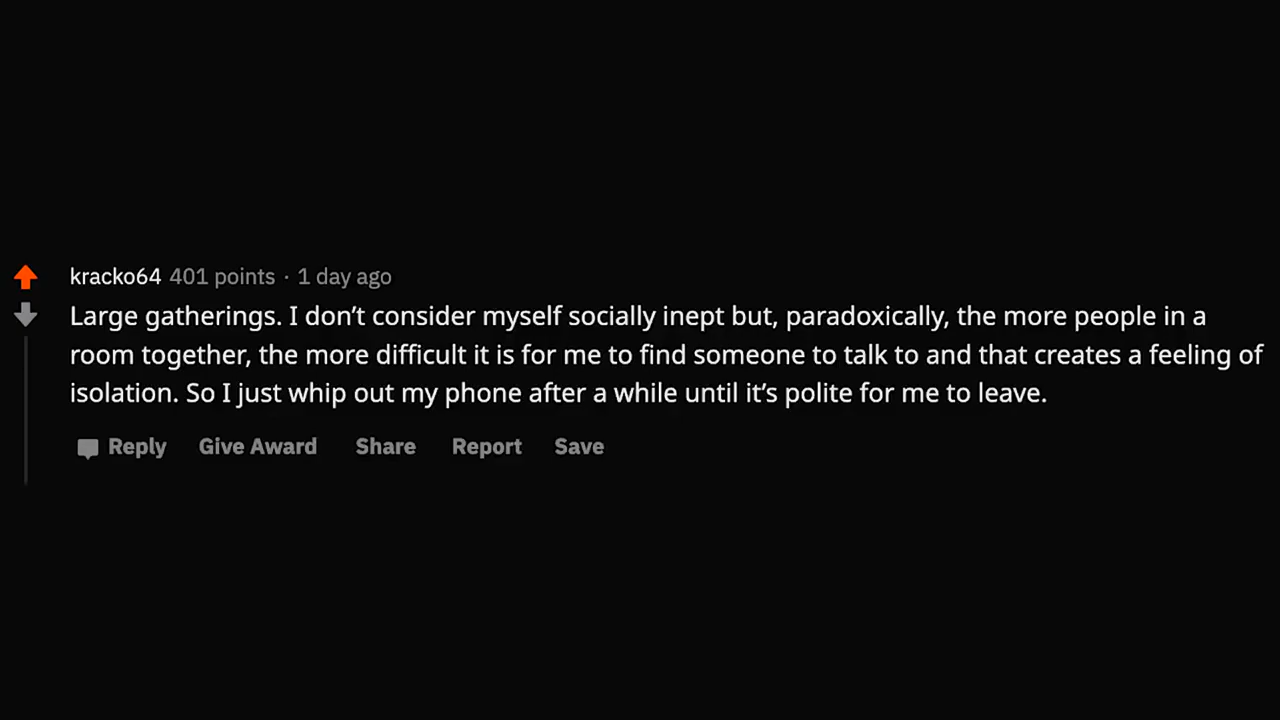 kracko64 401 points · 1 day ago
Large gatherings. I don’t consider myself socially inept but, paradoxically, the more people in a
room together, the more difficult it is for me to find someone to talk to and that creates a feeling of
isolation. So I just whip out my phone after a while until it’s polite for me to leave.
Reply Give Award Share Report Save